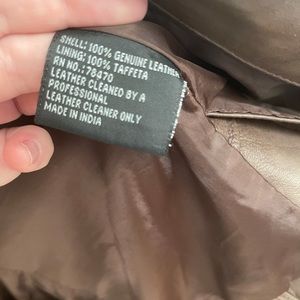 SHELL: 100% GENUINE LEATHER
LINING: 100% TAFFETA
RN NO.: 78470
LEATHER CLEANED BY A
PROFESSIONAL
LEATHER CLEANER ONLY
MADE IN INDIA